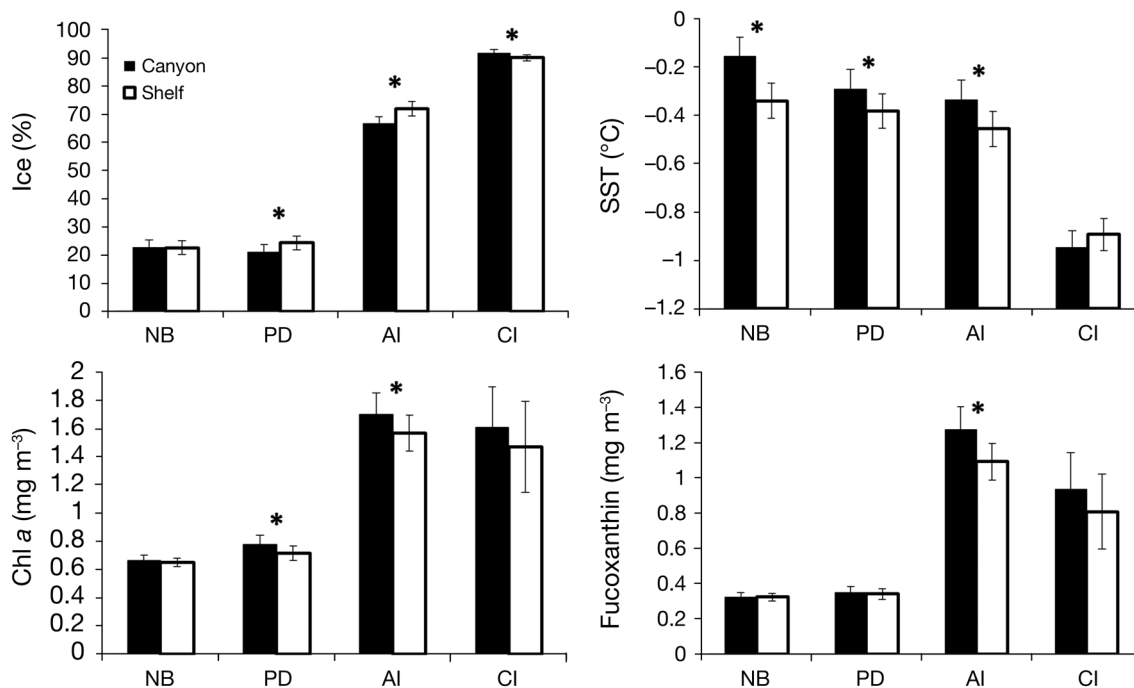 Ice (%)
100
90
80
70
60
50
40
30
20
10
0
Canyon
Shelf
*
*
*
NB
PD
AI
CI
SST (°C)
0
−0.2
−0.4
−0.6
−0.8
−1
−1.2
*
*
*
NB
PD
AI
CI
Chl a (mg m⁻³)
2
1.8
1.6
1.4
1.2
1
0.8
0.6
0.4
0.2
0
*
*
NB
PD
AI
CI
Fucoxanthin (mg m⁻³)
1.6
1.4
1.2
1
0.8
0.6
0.4
0.2
0
*
NB
PD
AI
CI